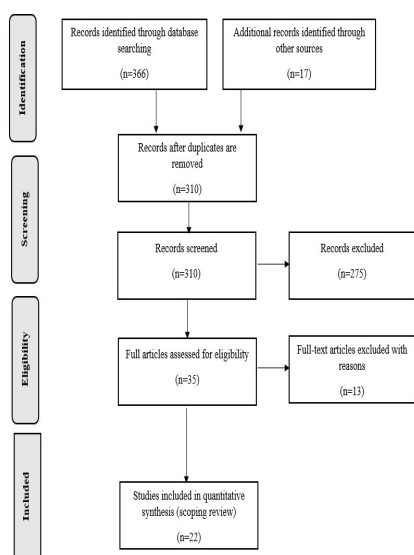 Identification
Records identified through database
searching
(n=366)
Additional records identified through
other sources
(n=17)
Records after duplicates are
removed
(n=310)
Screening
Records screened
(n=310)
Records excluded
(n=275)
Eligibility
Full articles assessed for eligibility
(n=35)
Full-text articles excluded with
reasons
(n=13)
Included
Studies included in quantitative
synthesis (scoping review)
(n=22)